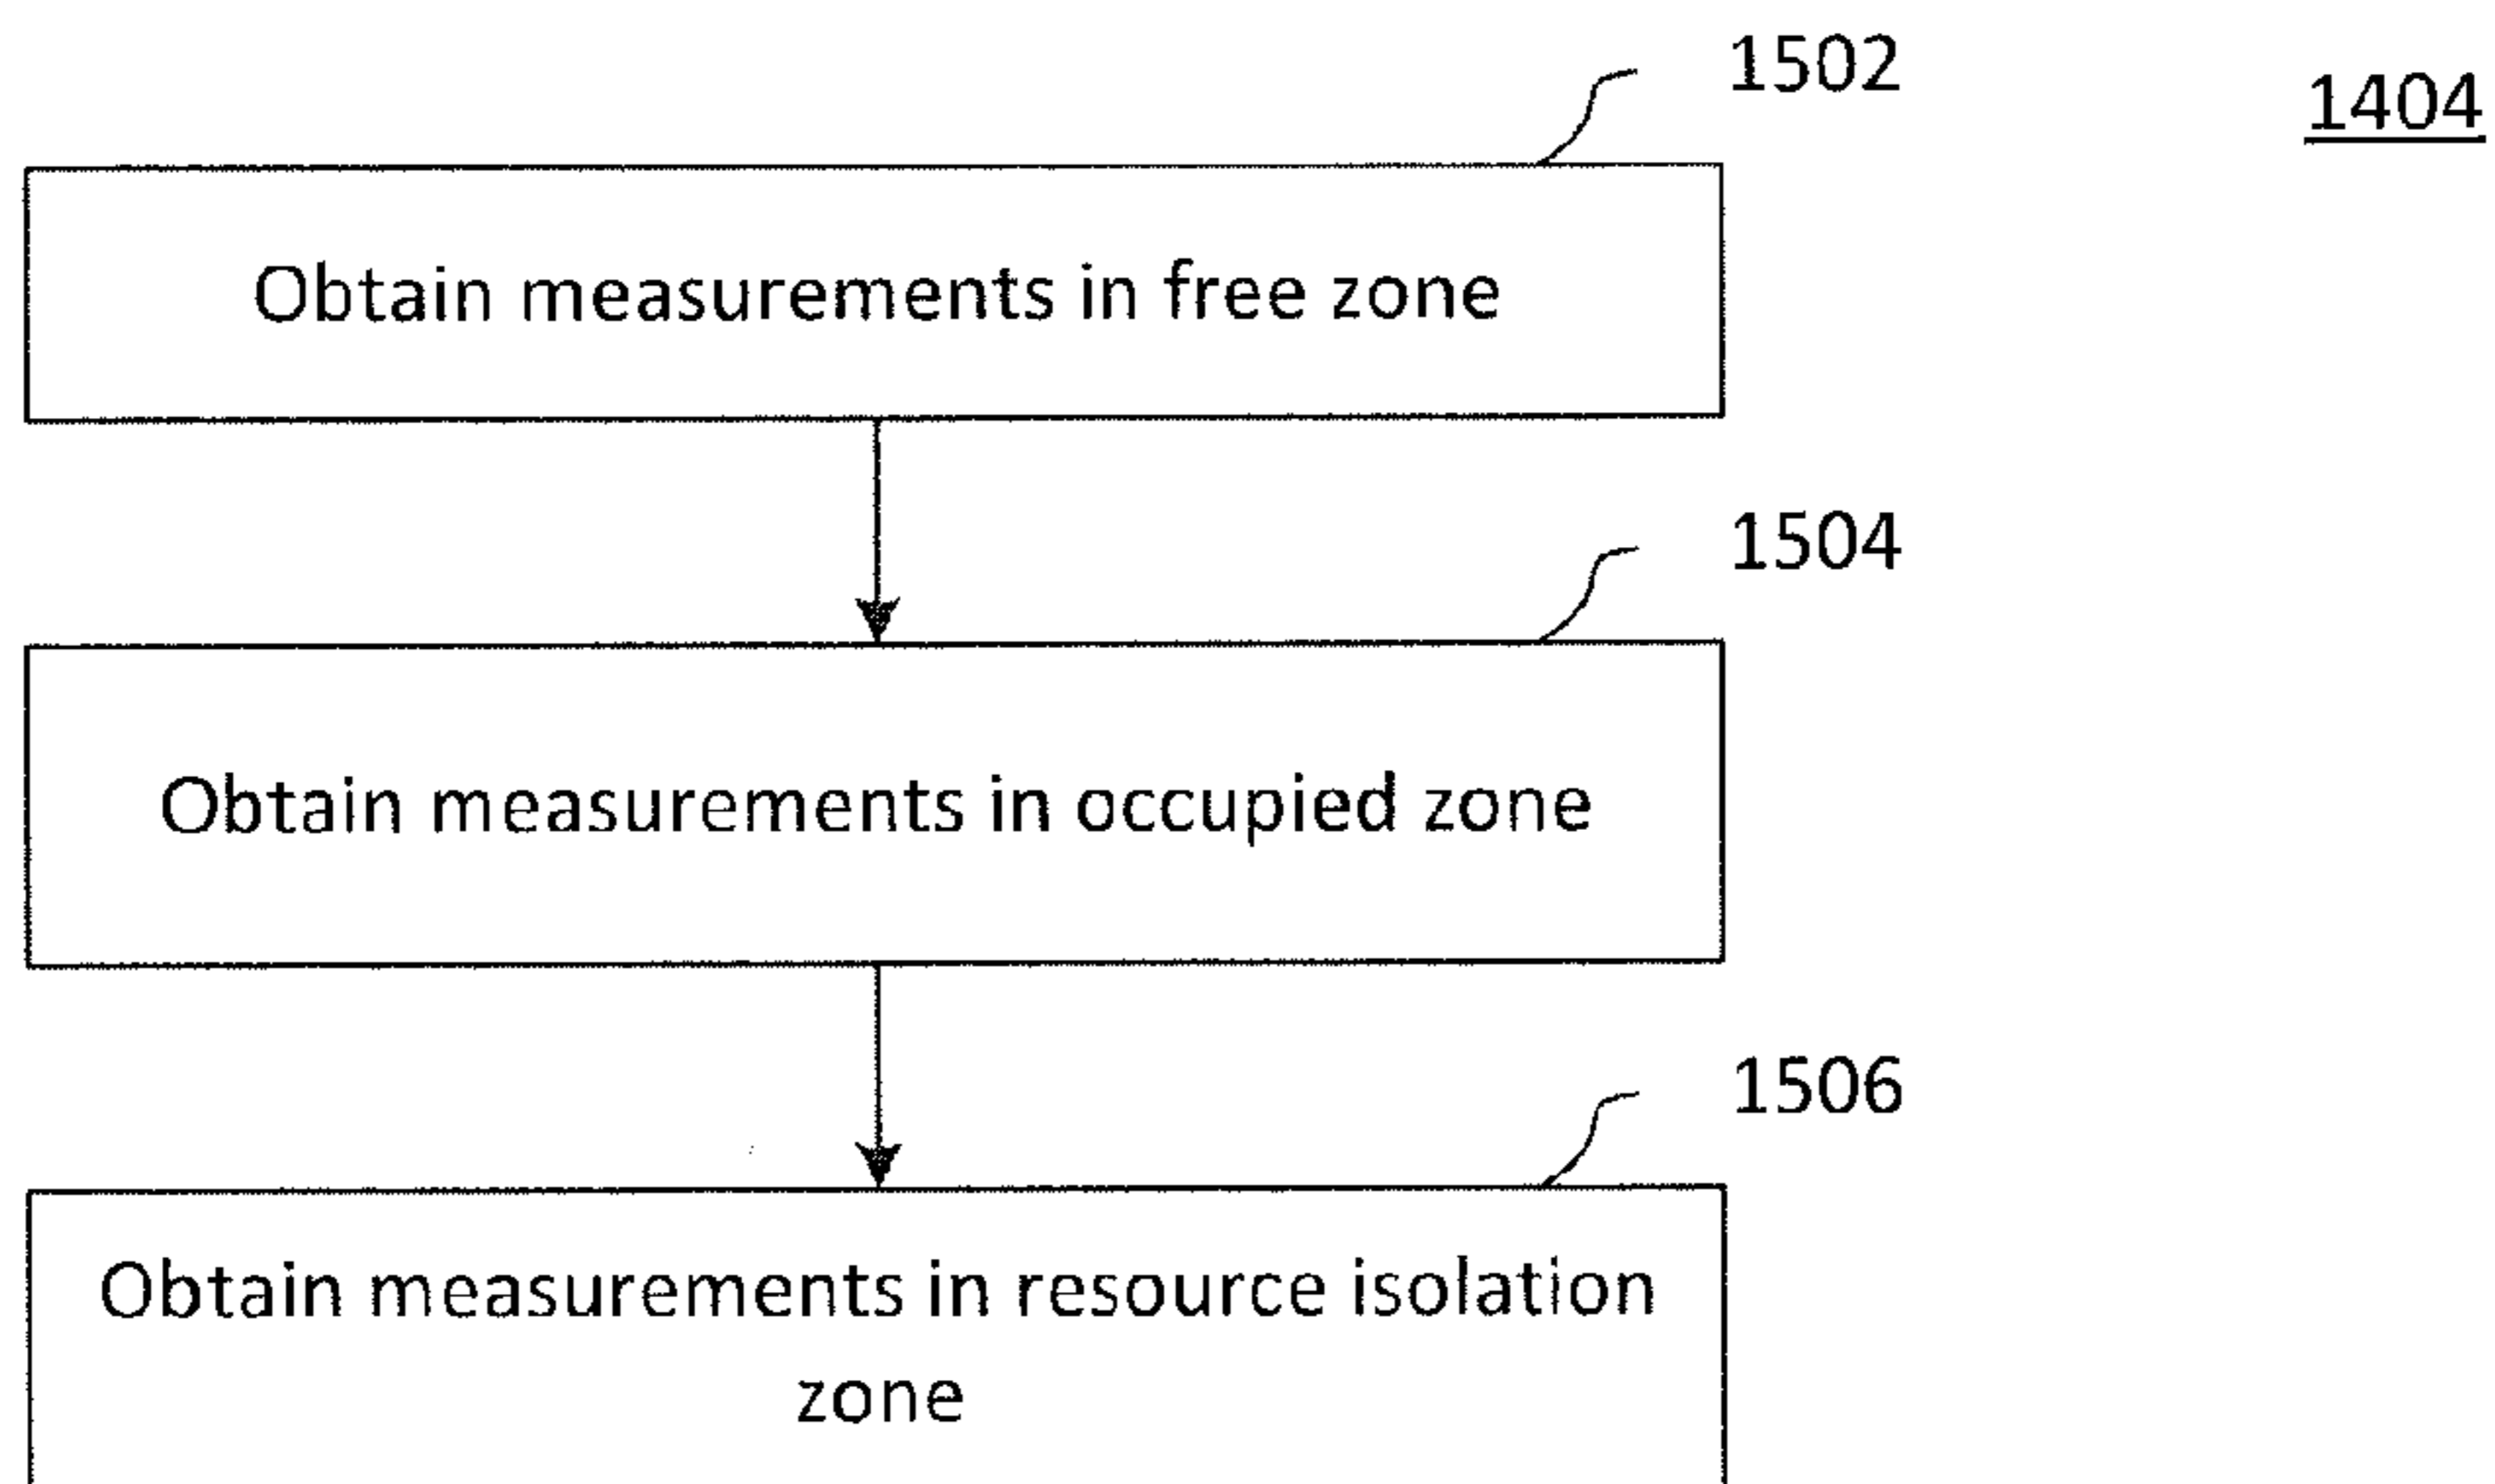 1502
1404
Obtain measurements in free zone
1504
Obtain measurements in occupied zone
1506
Obtain measurements in resource isolation
zone